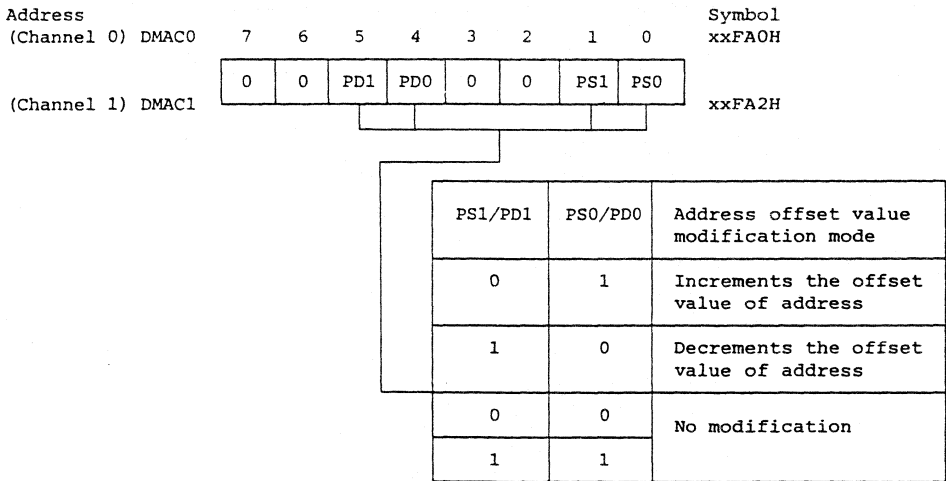 Address Symbol
(Channel 0) DMAC0 7 6 5 4 3 2 1 0 xxFA0H
0 0 PD1 PD0 0 0 PS1 PS0
(Channel 1) DMAC1 xxFA2H
PS1/PD1 PS0/PD0 Address offset value
modification mode
0 1 Increments the offset
value of address
1 0 Decrements the offset
value of address
0 0 No modification
1 1